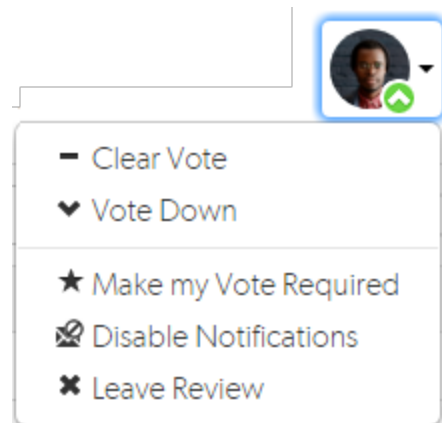 Clear Vote
Vote Down
Make my Vote Required
Disable Notifications
Leave Review